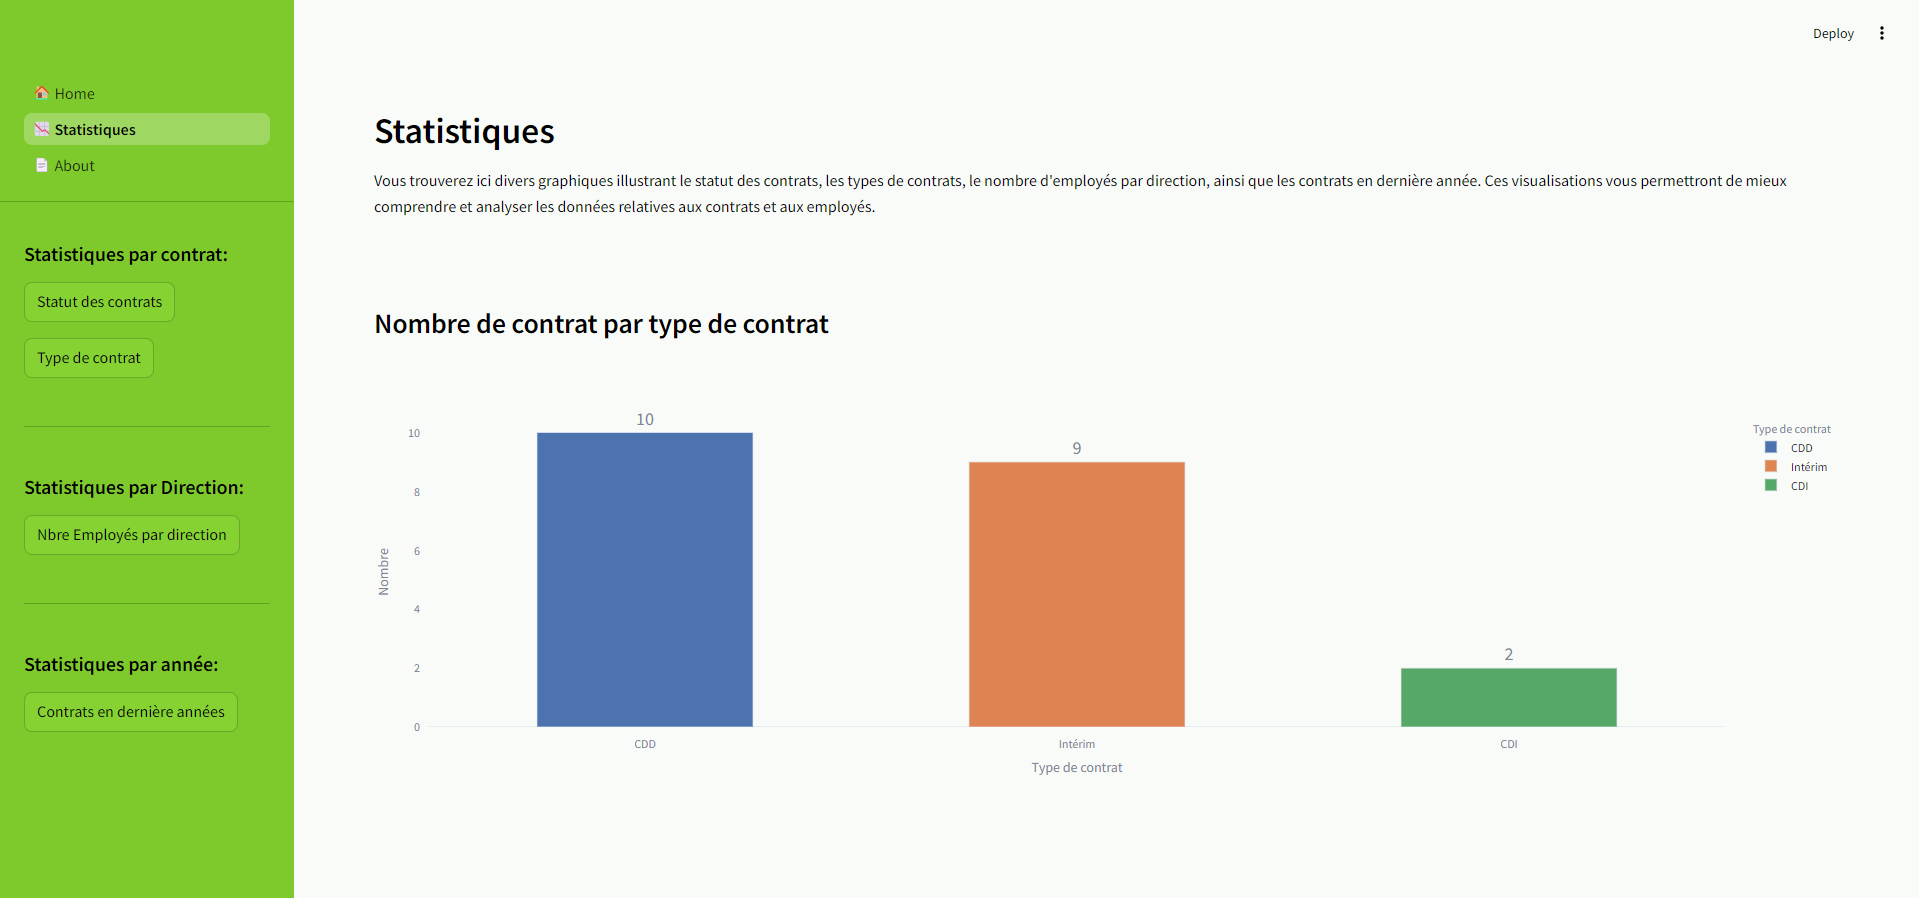 Deploy
Home
Statistiques
About
Statistiques par contrat:
Statut des contrats
Type de contrat
Statistiques par Direction:
Nbre Employés par direction
Statistiques par année:
Contrats en dernière années
Statistiques
Vous trouverez ici divers graphiques illustrant le statut des contrats, les types de contrats, le nombre d'employés par direction, ainsi que les contrats en dernière année. Ces visualisations vous permettront de mieux
comprendre et analyser les données relatives aux contrats et aux employés.
Nombre de contrat par type de contrat
10
9
2
10
8
6
4
2
0
Nombre
CDD
Intérim
CDI
Type de contrat
Type de contrat
CDD
Intérim
CDI